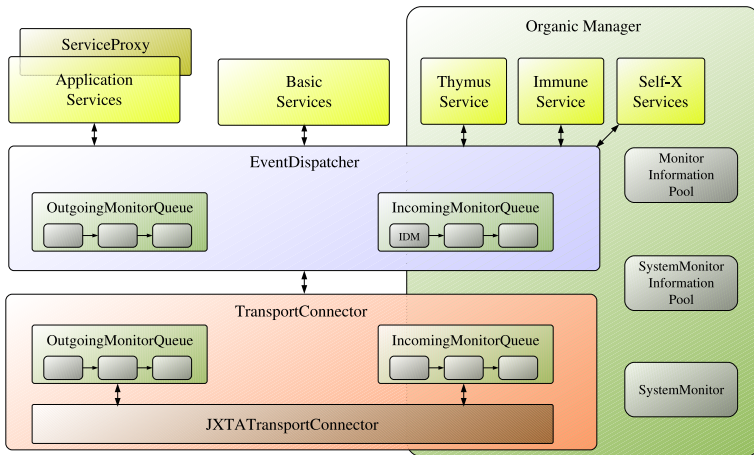 Organic Manager
ServiceProxy
Application
Services
Basic
Services
Thymus
Service
Immune
Service
Self-X
Services
EventDispatcher
Monitor
Information
Pool
OutgoingMonitorQueue
IncomingMonitorQueue
IDM
SystemMonitor
Information
Pool
TransportConnector
OutgoingMonitorQueue
IncomingMonitorQueue
SystemMonitor
JXTATransportConnector